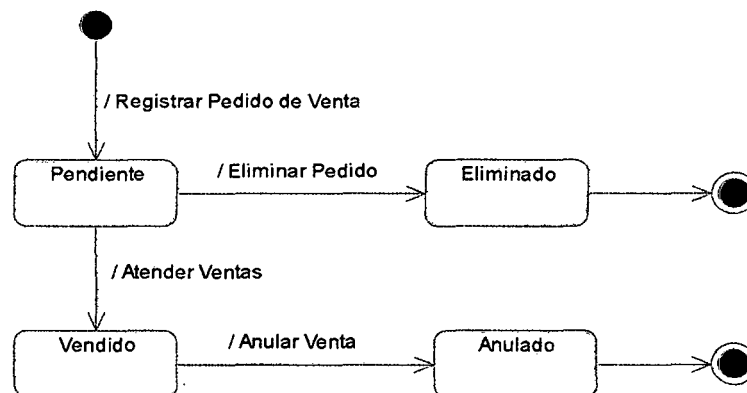 / Registrar Pedido de Venta
Pendiente
/ Eliminar Pedido
Eliminado
/ Atender Ventas
Vendido
/ Anular Venta
Anulado